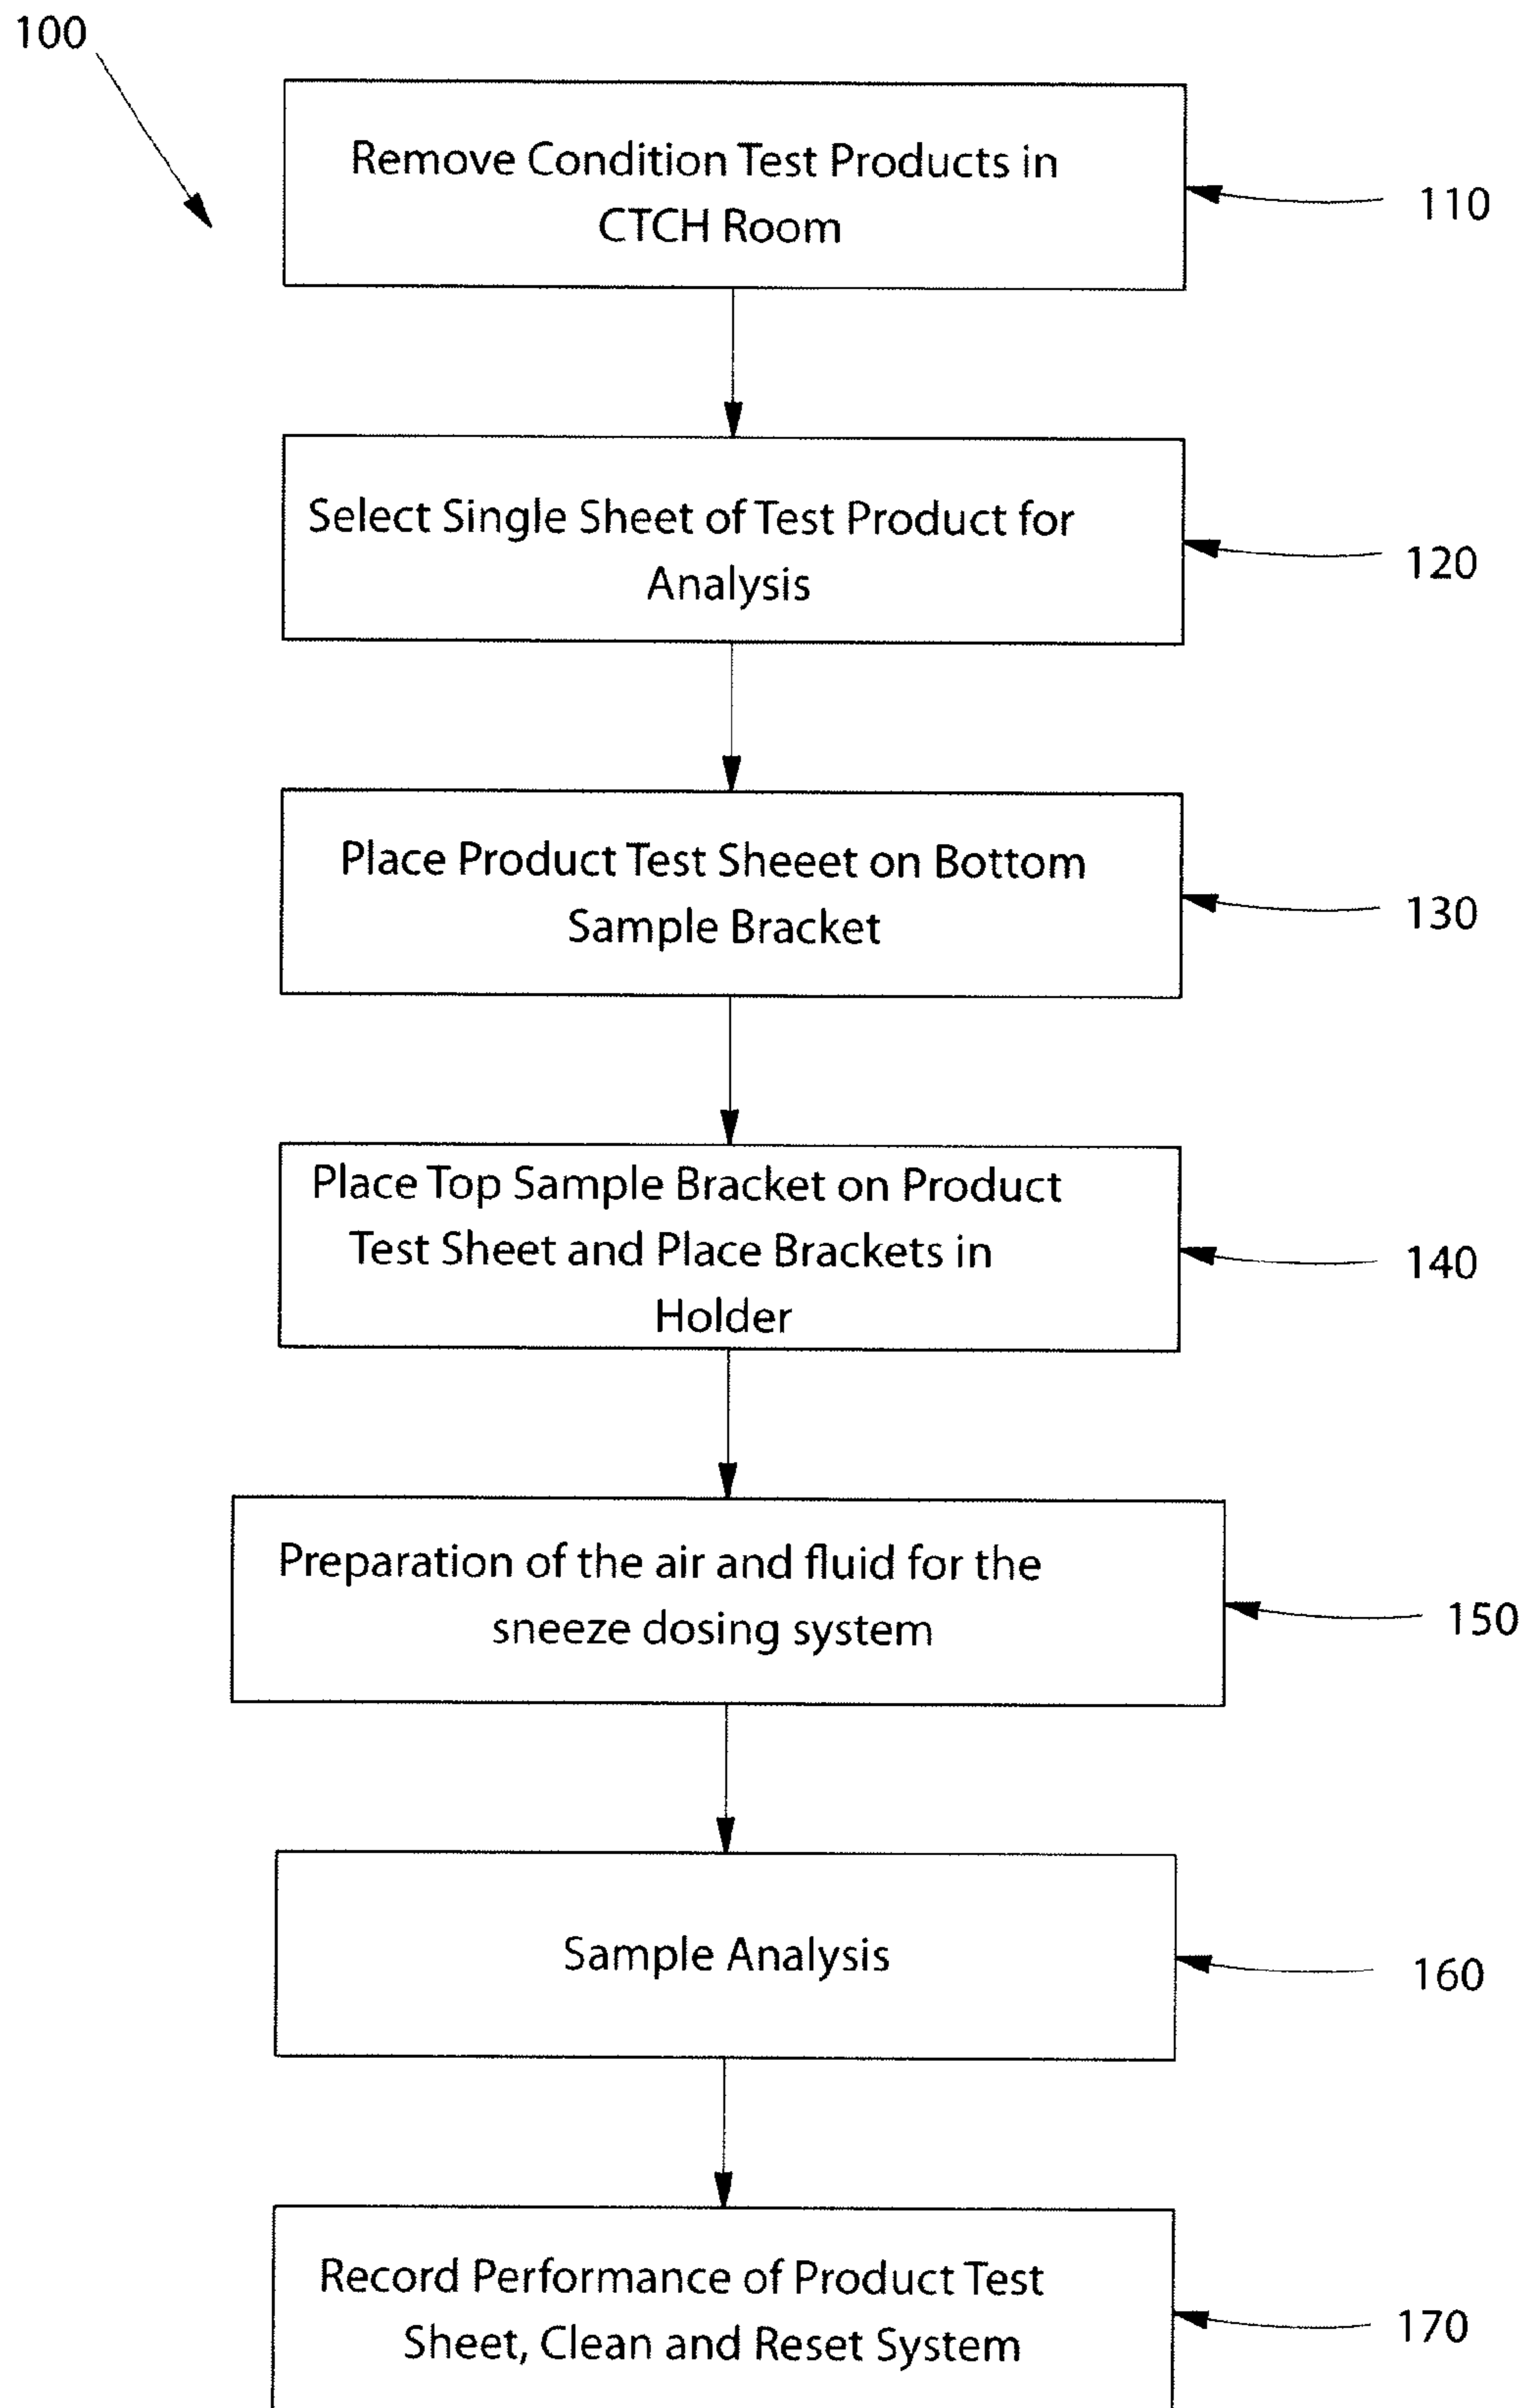 100
Remove Condition Test Products in
CTCH Room
110
Select Single Sheet of Test Product for
Analysis
120
Place Product Test Sheeet on Bottom
Sample Bracket
130
Place Top Sample Bracket on Product
Test Sheet and Place Brackets in
Holder
140
Preparation of the air and fluid for the
sneeze dosing system
150
Sample Analysis
160
Record Performance of Product Test
Sheet, Clean and Reset System
170